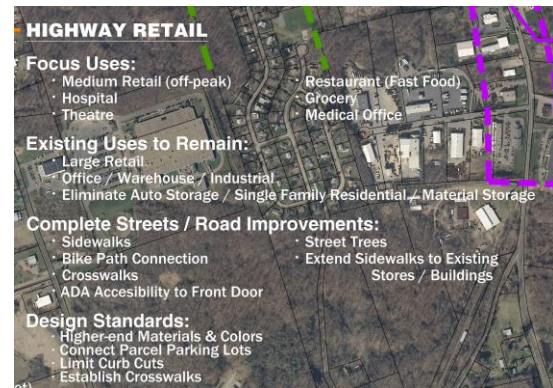 HIGHWAY RETAIL
Focus Uses:
· Medium Retail (off-peak)
· Hospital
· Theatre
· Restaurant (Fast Food)
· Grocery
· Medical Office
Existing Uses to Remain:
· Large Retail
· Office / Warehouse / Industrial
· Eliminate Auto Storage / Single Family Residential / Material Storage
Complete Streets / Road Improvements:
· Sidewalks
· Bike Path Connection
· Crosswalks
· ADA Accesibility to Front Door
· Street Trees
· Extend Sidewalks to Existing
Stores / Buildings
Design Standards:
· Higher-end Materials & Colors
· Connect Parcel Parking Lots
· Limit Curb Cuts
· Establish Crosswalks